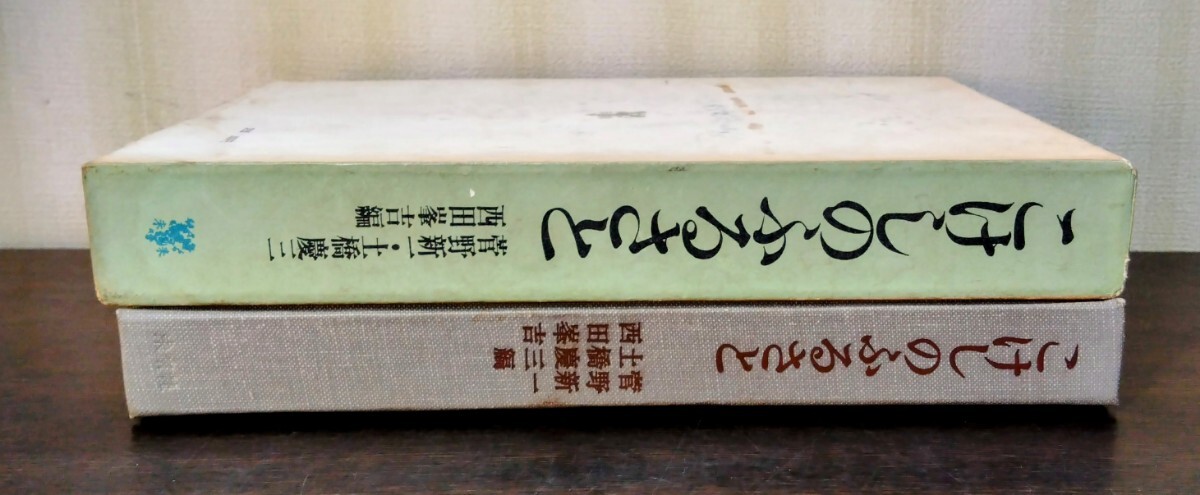 こけしのふるさと
菅野新一・土橋慶三
西田峯吉編
こけしのふるさと
菅野新一
土橋慶三編
西田峯吉